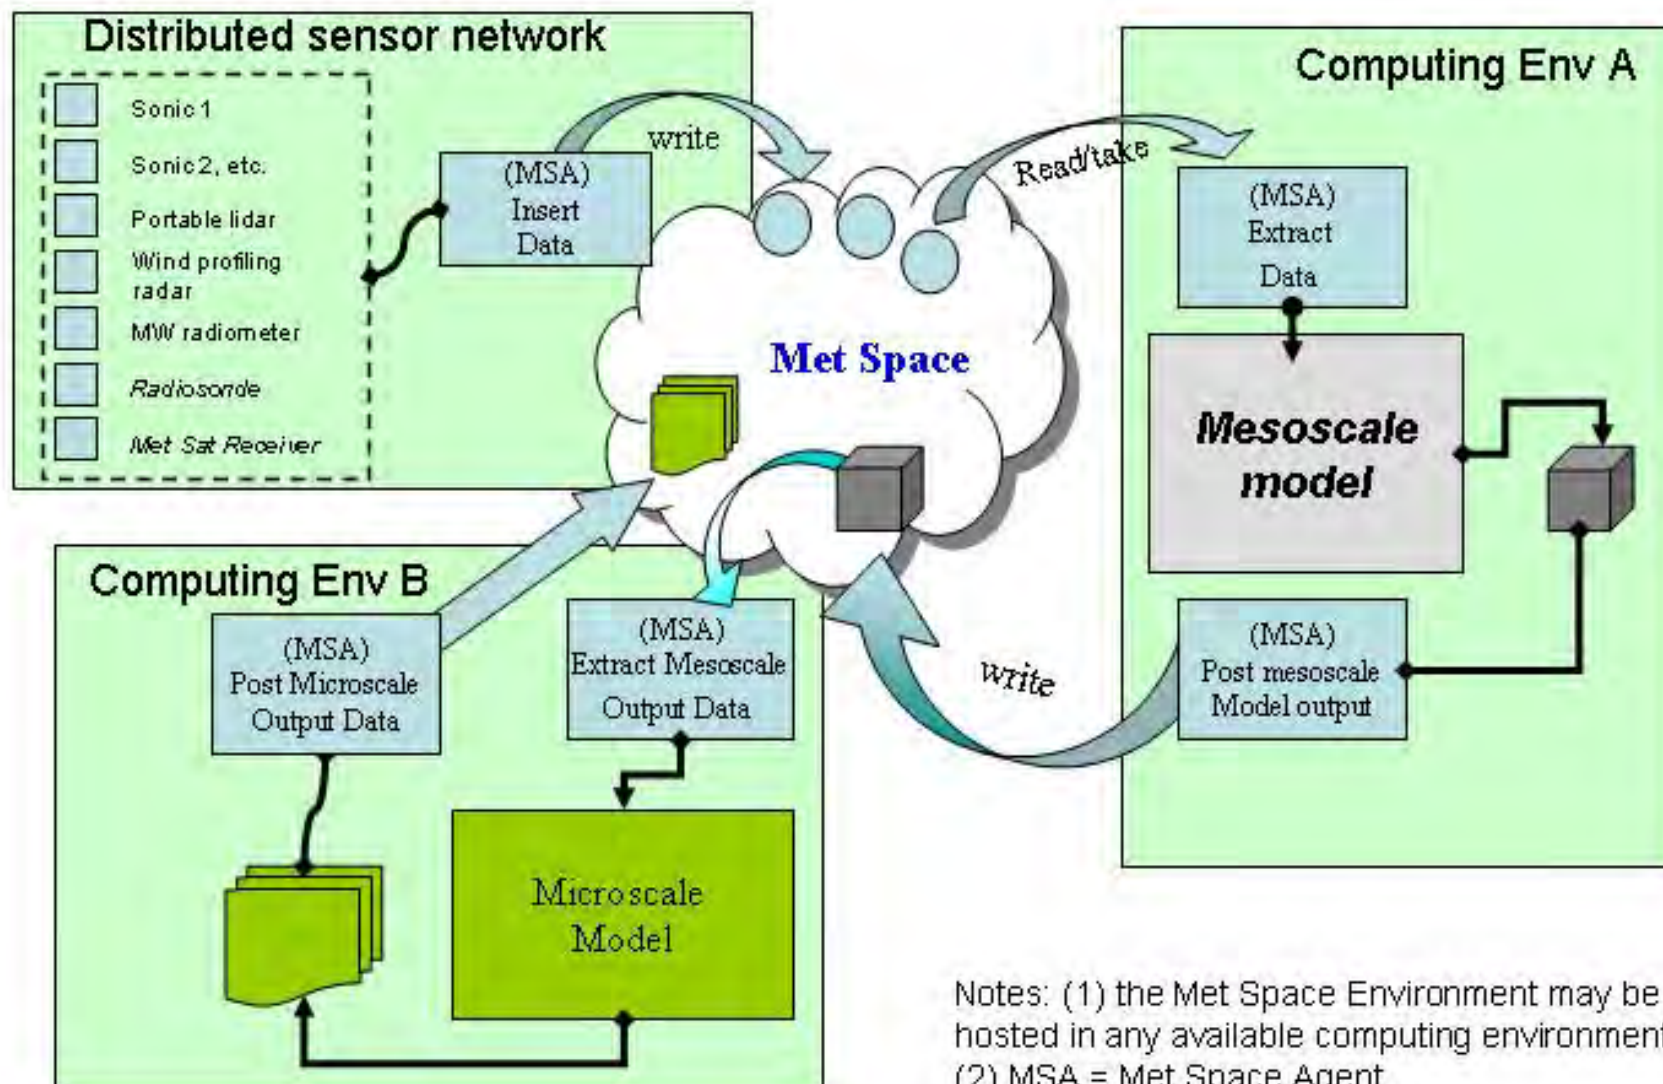 Distributed sensor network
Sonic 1
Sonic 2, etc.
Portable lidar
Wind profiling
radar
MW radiometer
Radiosonde
Met Sat Receiver
(MSA)
Insert
Data
write
Met Space
Read/take
Computing Env A
(MSA)
Extract
Data
Mesoscale
model
(MSA)
Post mesoscale
Model output
write
Computing Env B
(MSA)
Post Microscale
Output Data
(MSA)
Extract Mesoscale
Output Data
Microscale
Model
Notes: (1) the Met Space Environment may be
hosted in any available computing environment
(2) MSA = Met Space Agent